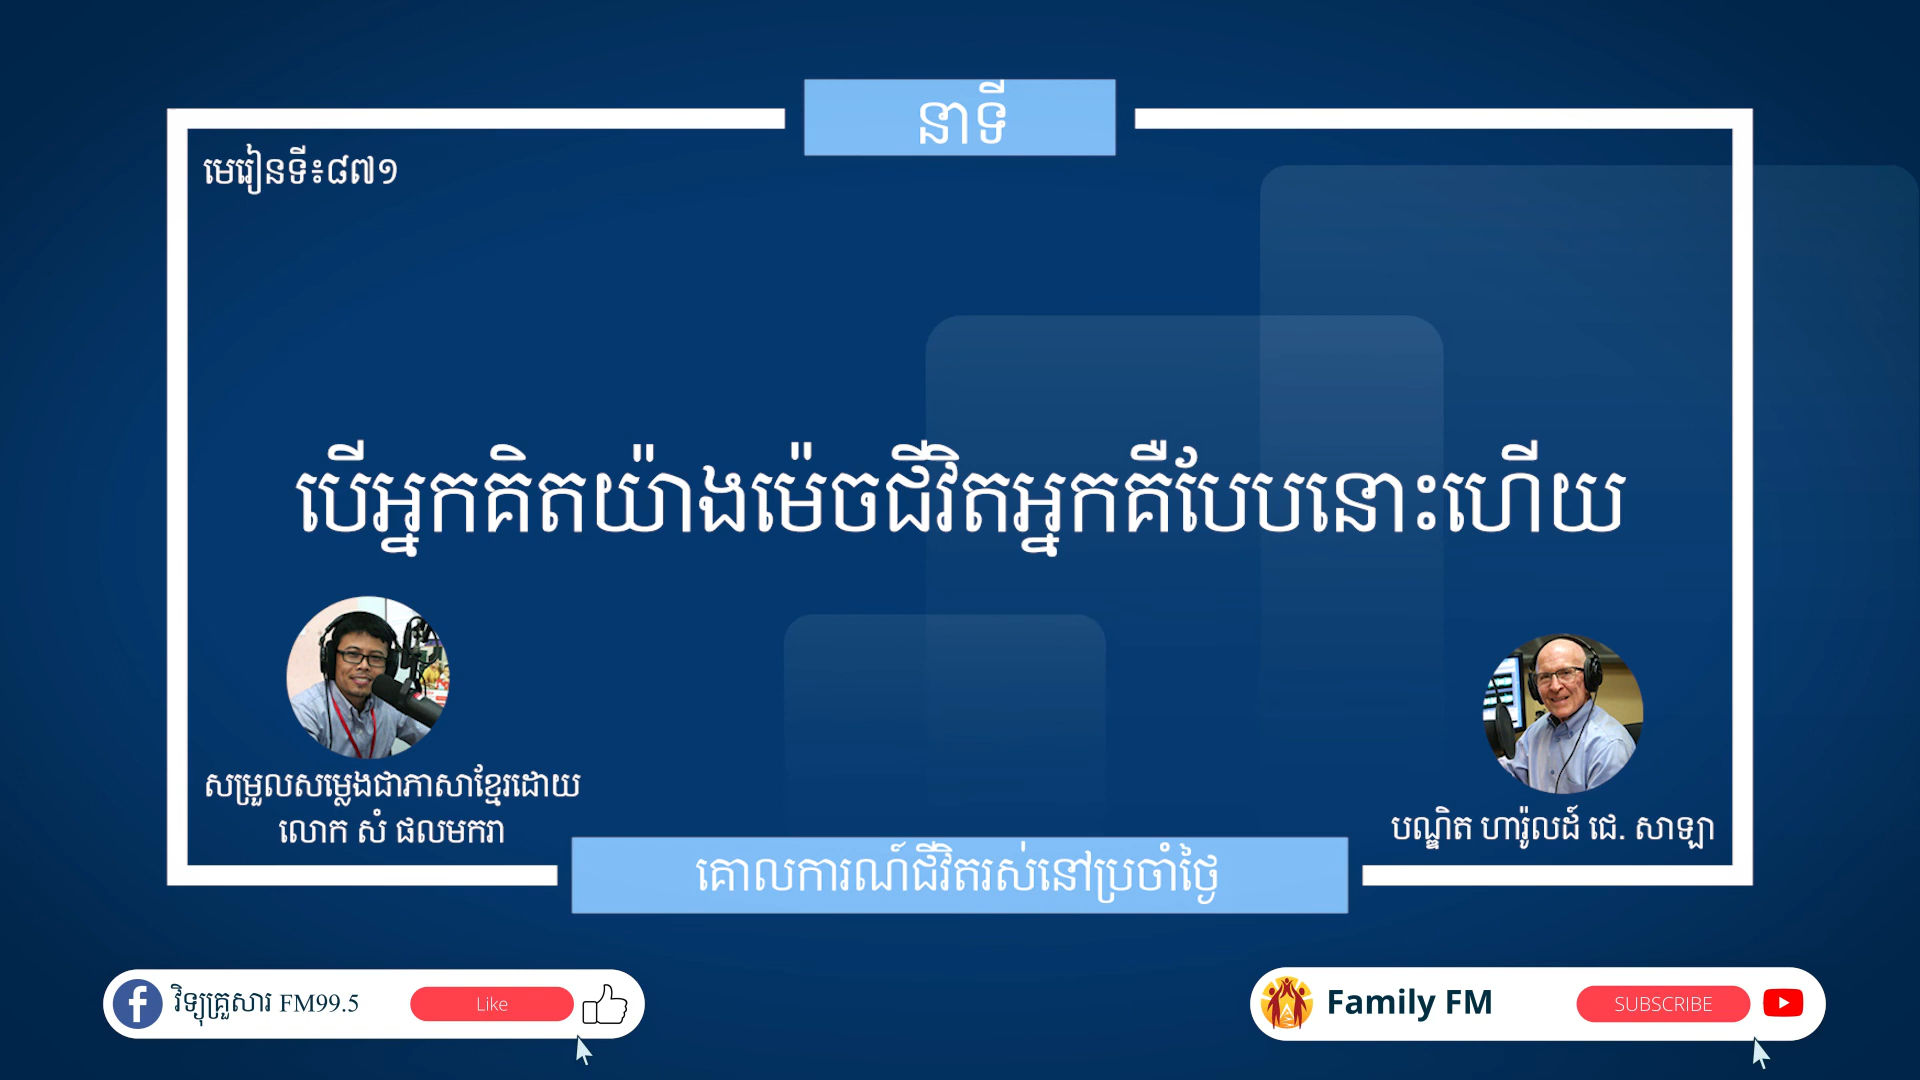 នាទី
មេរៀនទី៖៨៧១
បើអ្នកគិតយ៉ាងម៉េចជីវិតអ្នកគឺបែបនោះហើយ
សម្រួលសម្លេងជាភាសាខ្មែរដោយ
លោក សំ ផលមករា
បណ្ឌិត ហារ៉ូលដ៍ ជេ. សាឡា
គោលការណ៍ជីវិតរស់នៅប្រចាំថ្ងៃ
វិទ្យុគ្រួសារ FM99.5
Like
Family FM
SUBSCRIBE